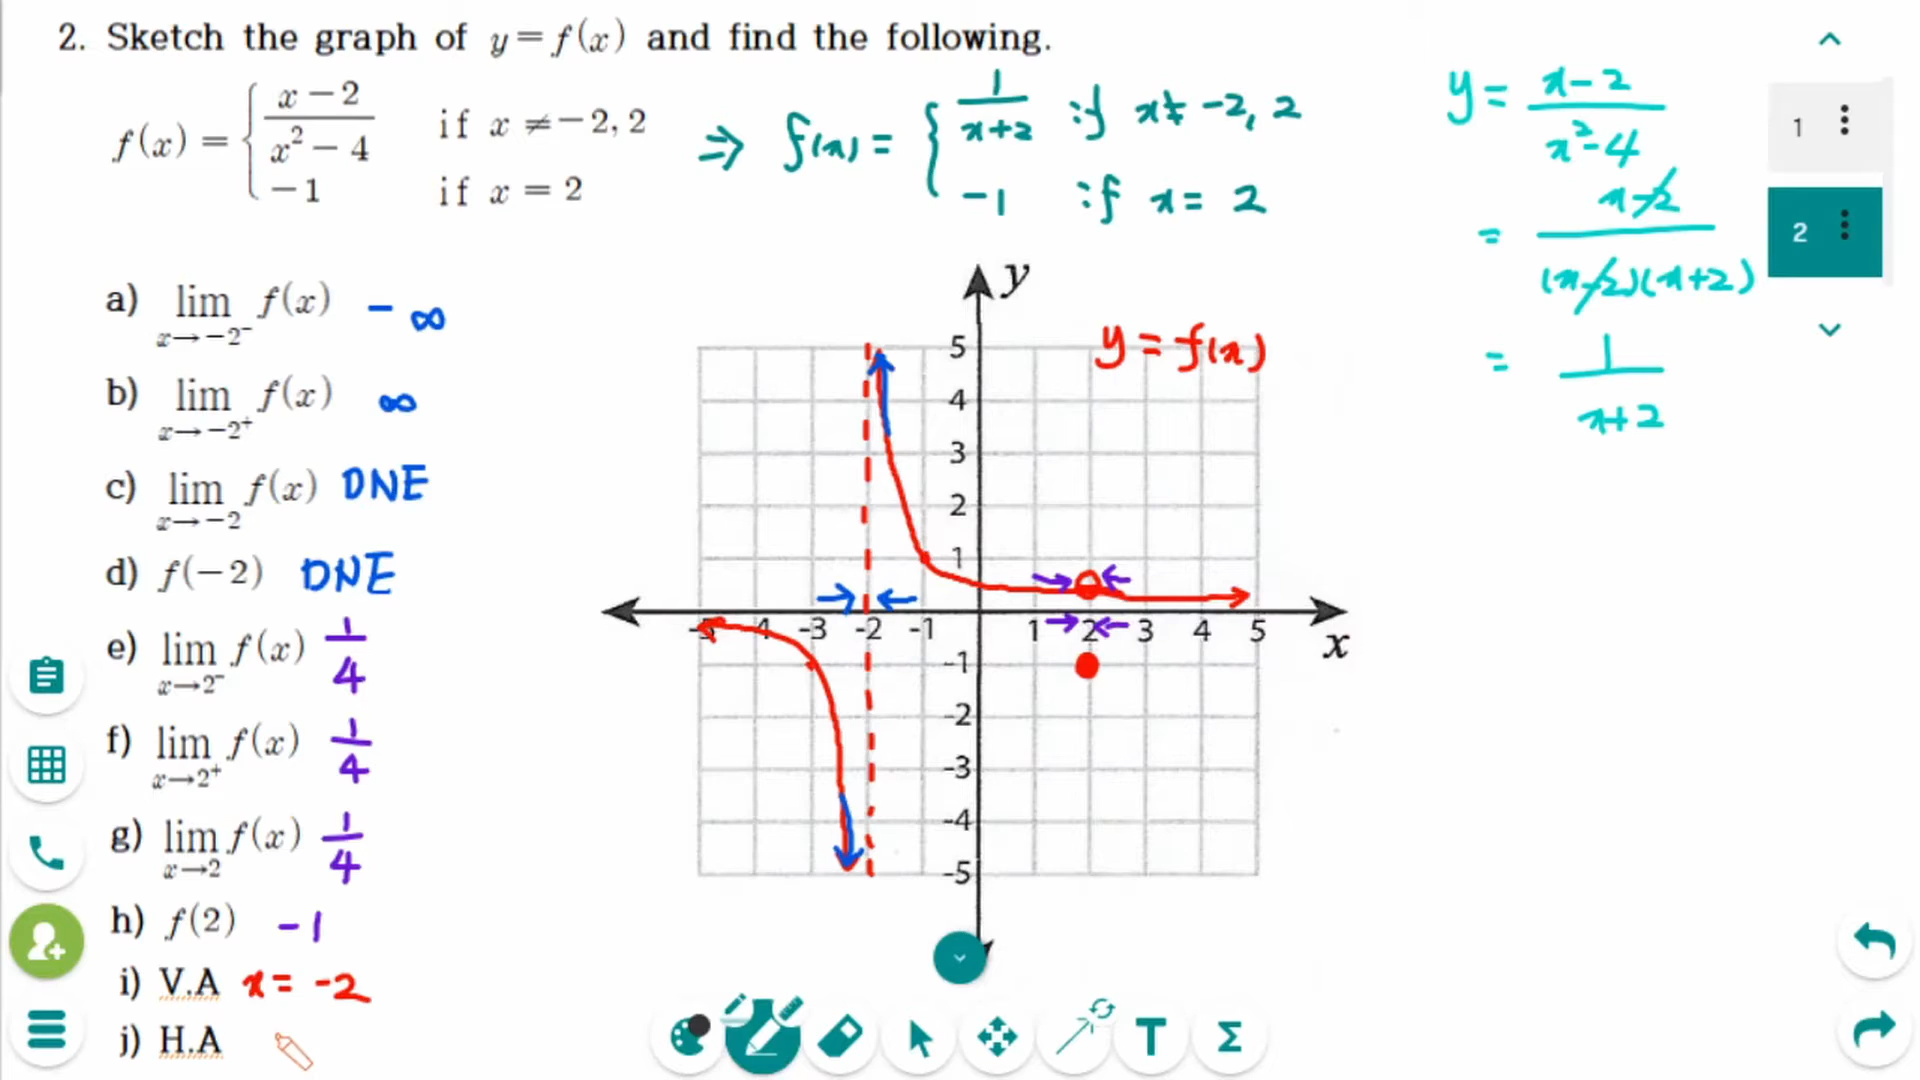 2. Sketch the graph of y = f(x) and find the following.
f(x) = { (x − 2)/(x² − 4) if x ≠ −2, 2
−1 if x = 2
⇒ f(x) = { 1/(x+2) if x ≠ −2, 2
−1 if x = 2
y = (x−2)/(x²−4)
= (x−2)/((x−2)(x+2))
= 1/(x+2)
1
2
a) lim x→−2⁻ f(x) −∞
b) lim x→−2⁺ f(x) ∞
c) lim x→−2 f(x) DNE
d) f(−2) DNE
e) lim x→2⁻ f(x) 1/4
f) lim x→2⁺ f(x) 1/4
g) lim x→2 f(x) 1/4
h) f(2) −1
i) V.A x = −2
j) H.A
y
y = f(x)
5
4
3
2
1
-5 -4 -3 -2 -1 1 2 3 4 5
x
-1
-2
-3
-4
-5
T Σ